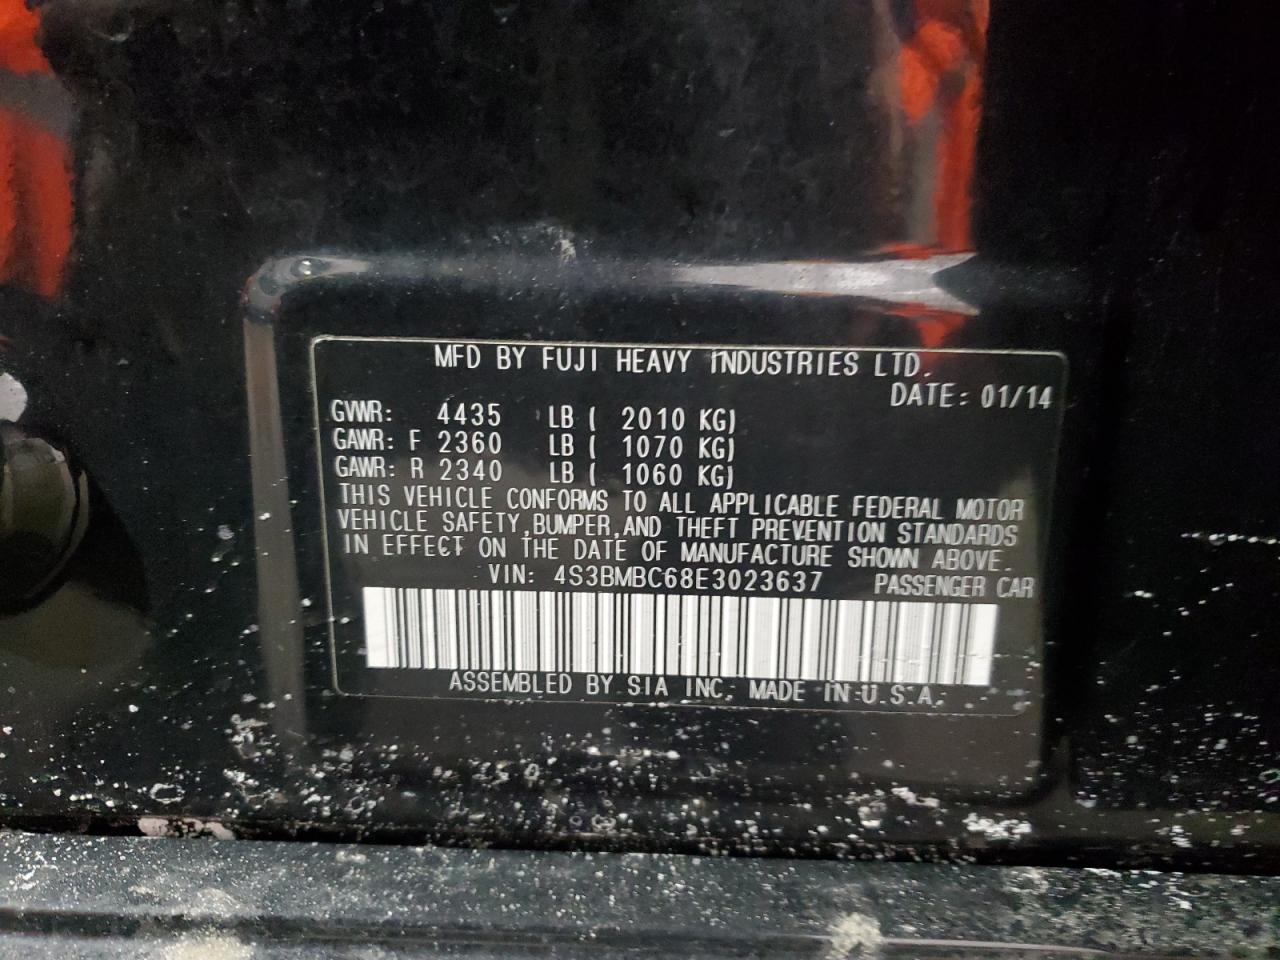 MFD BY FUJI HEAVY INDUSTRIES LTD.
DATE: 01/14
GVWR: 4435 LB ( 2010 KG)
GAWR: F 2360 LB ( 1070 KG)
GAWR: R 2340 LB ( 1060 KG)
THIS VEHICLE CONFORMS TO ALL APPLICABLE FEDERAL MOTOR
VEHICLE SAFETY,BUMPER,AND THEFT PREVENTION STANDARDS
IN EFFECT ON THE DATE OF MANUFACTURE SHOWN ABOVE.
VIN: 4S3BMBC68E3023637 PASSENGER CAR
ASSEMBLED BY SIA INC, MADE IN U.S.A.